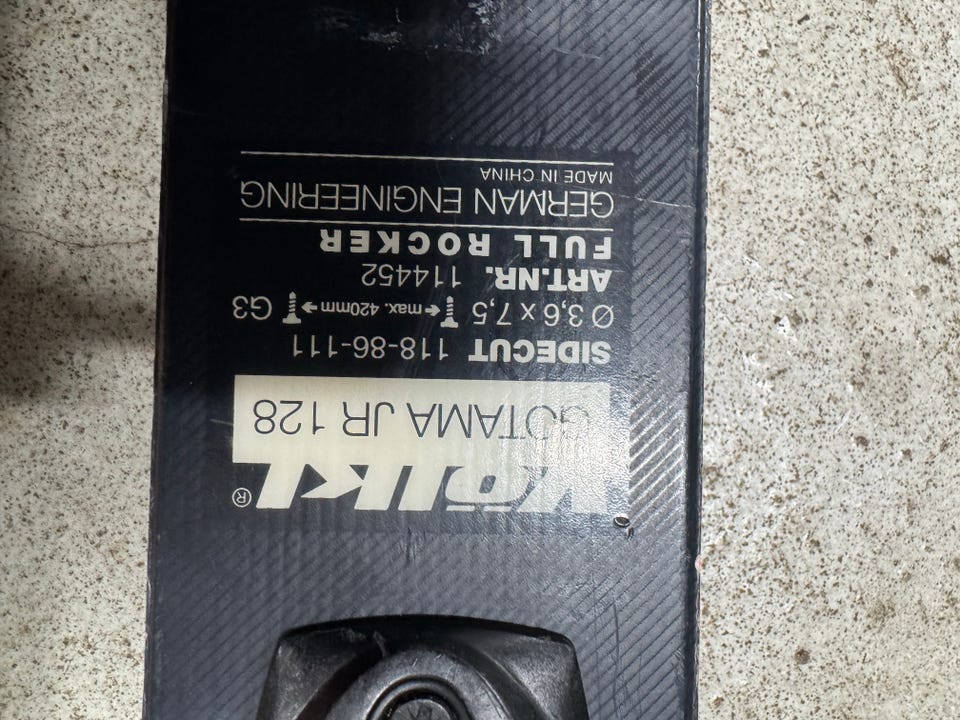 VÖLKL®
GOTAMA JR 128
SIDECUT 118-86-111
Ø 3,6 x 7,5 max. 420mm G3
ART.NR. 114452
FULL ROCKER
GERMAN ENGINEERING
MADE IN CHINA